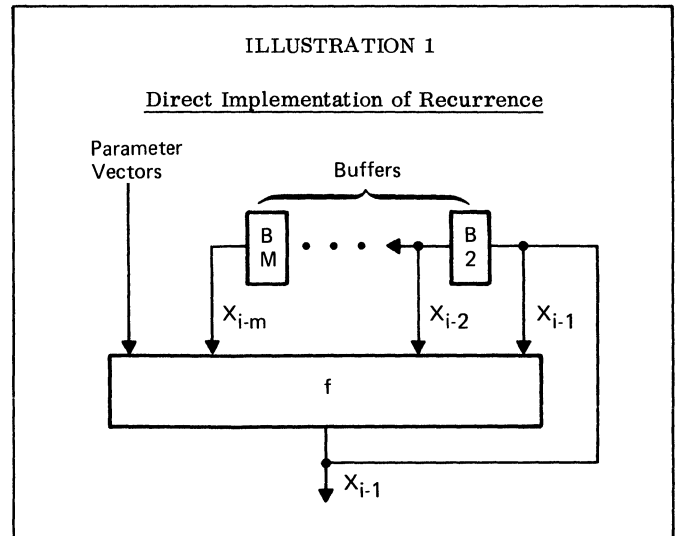 ILLUSTRATION 1
Direct Implementation of Recurrence
Parameter
Vectors
Buffers
B
M
B
2
X_{i-m}
X_{i-2}
X_{i-1}
f
X_{i-1}